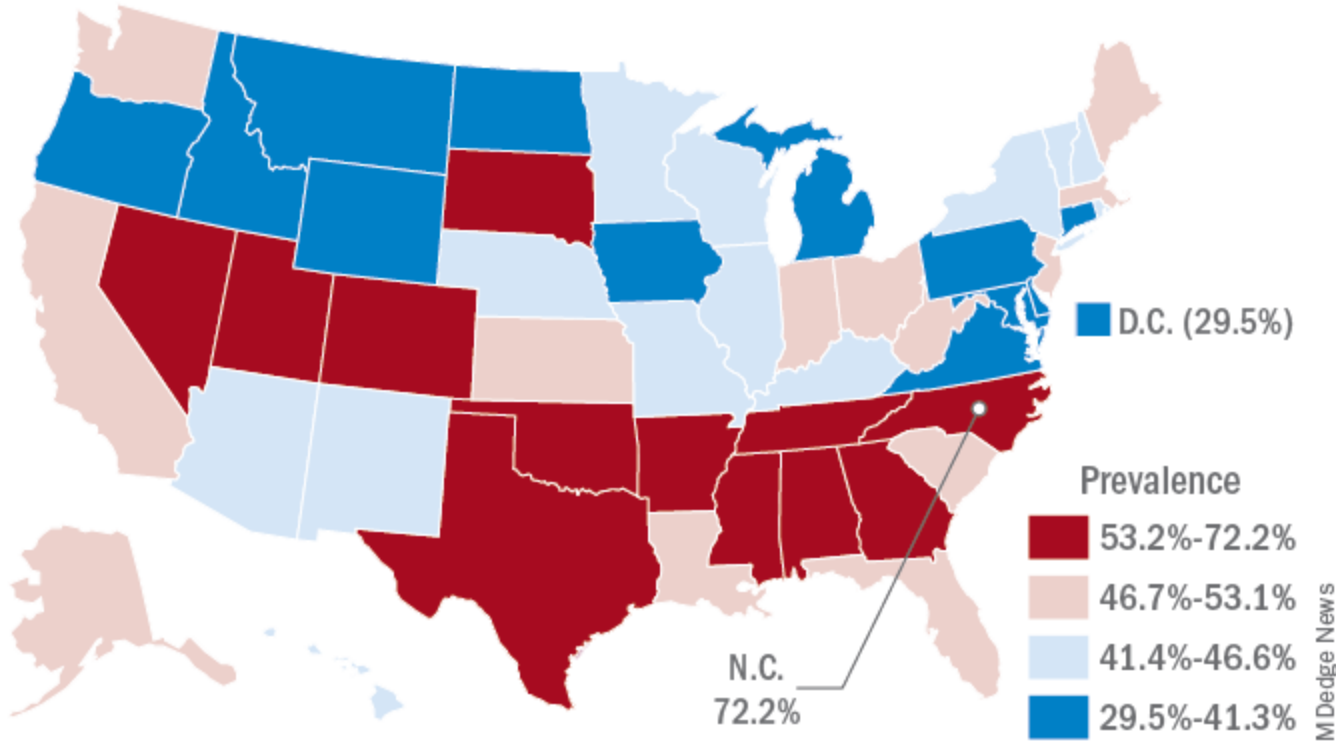 D.C. (29.5%)
Prevalence
53.2%-72.2%
46.7%-53.1%
41.4%-46.6%
29.5%-41.3%
N.C.
72.2%
MDedge News